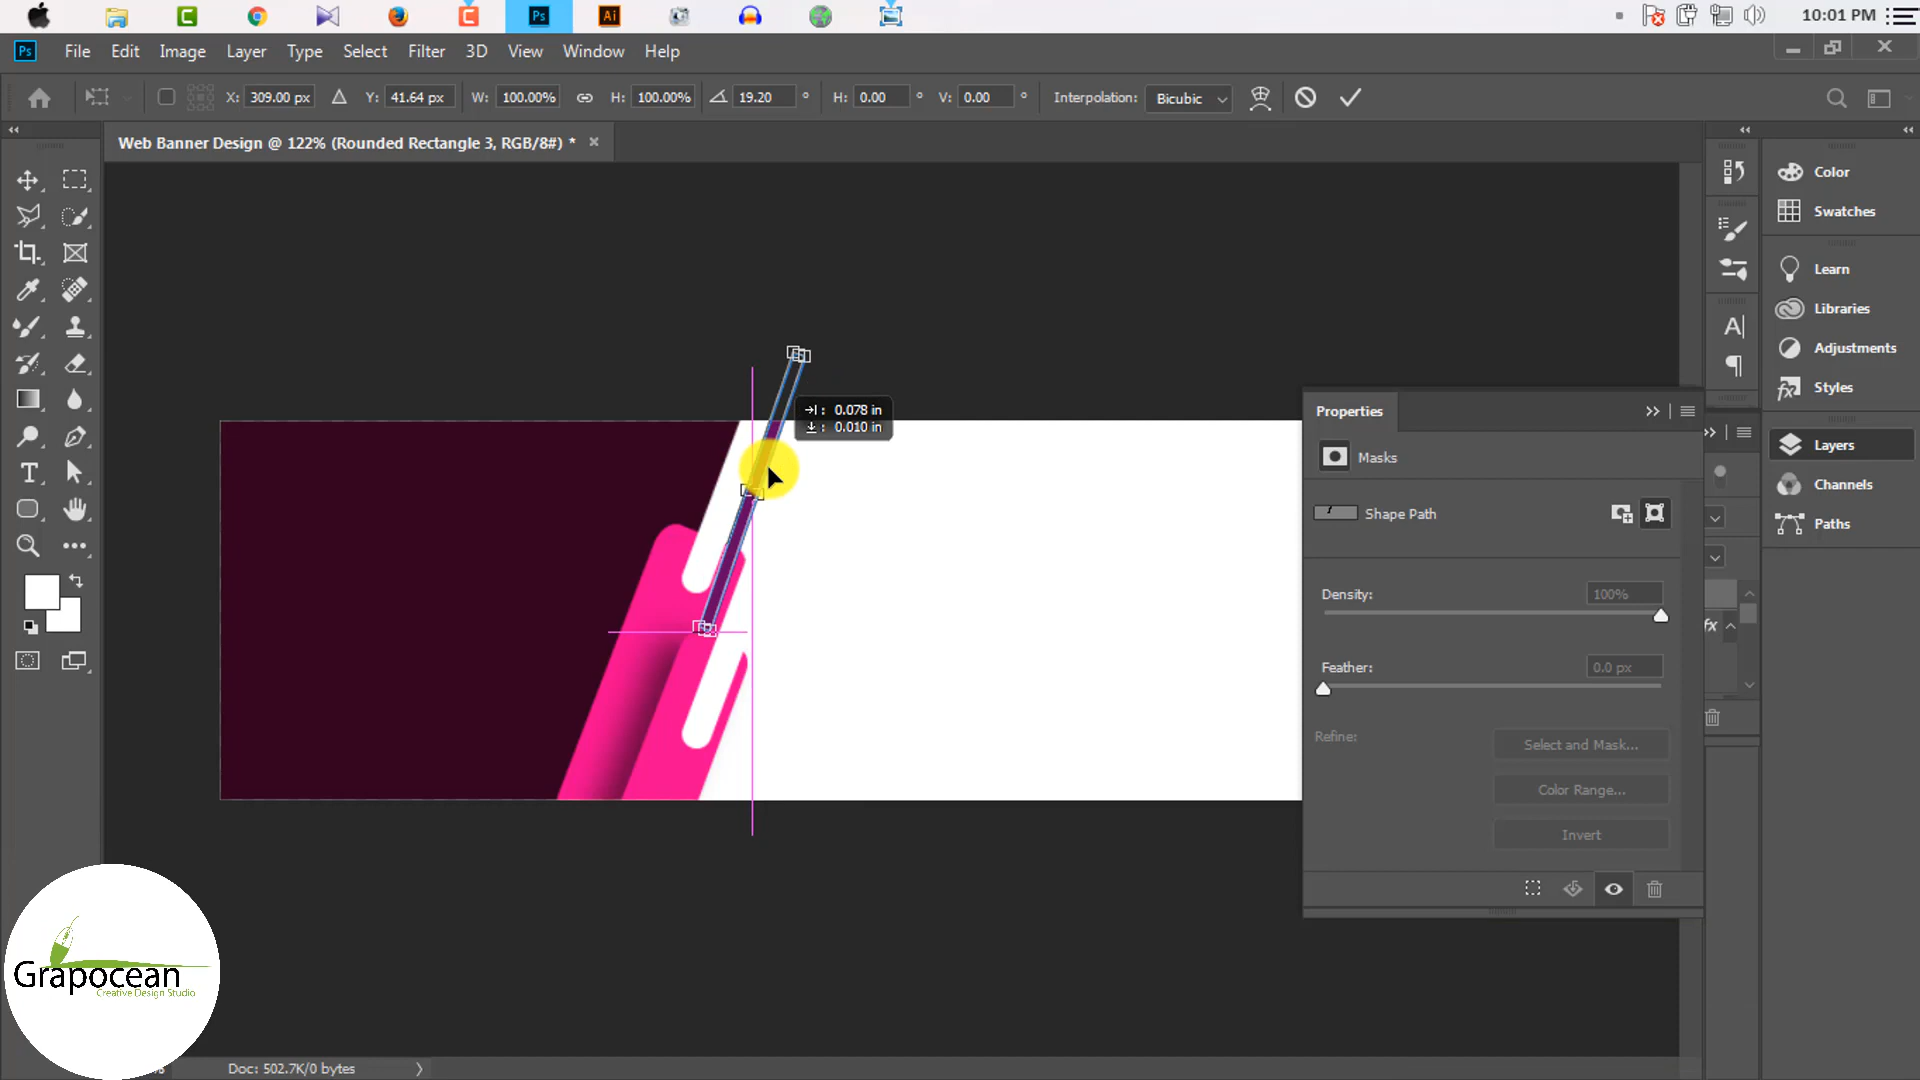 10:01 PM
Ps
Ai
Ps File Edit Image Layer Type Select Filter 3D View Window Help
X: 309.00 px Y: 41.64 px W: 100.00% H: 100.00% 19.20 ° H: 0.00 ° V: 0.00 ° Interpolation: Bicubic
Web Banner Design @ 122% (Rounded Rectangle 3, RGB/8#) * ×
Color
Swatches
Learn
Libraries
Adjustments
Styles
Layers
Channels
Paths
: 0.078 in
: 0.010 in
Properties
Masks
Shape Path
Density: 100%
Feather: 0.0 px
Refine:
Select and Mask...
Color Range...
Invert
fx
Grapocean
Creative Design Studio
% Doc: 502.7K/0 bytes